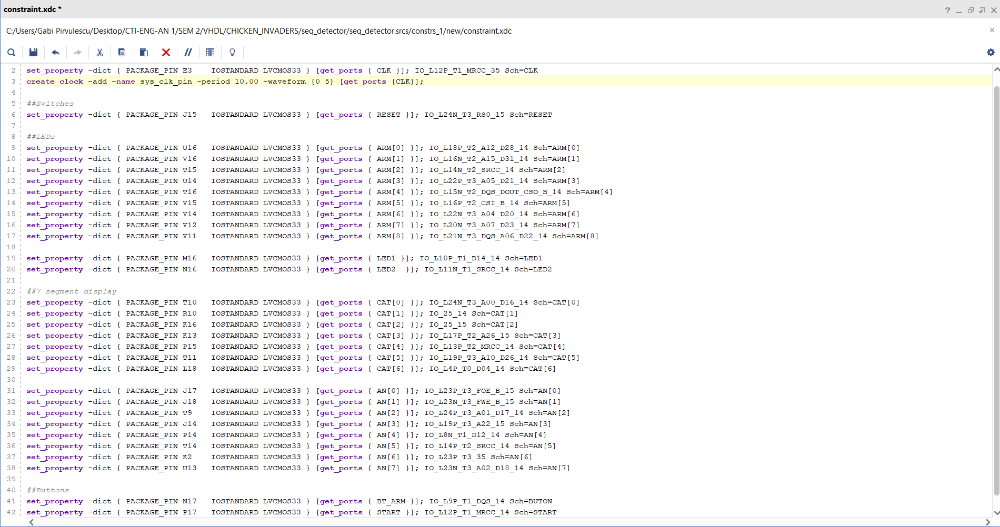 constraint.xdc *
C:/Users/Gabi Pirvulescu/Desktop/CTI-ENG-AN 1/SEM 2/VHDL/CHICKEN_INVADERS/seq_detector/seq_detector.srcs/constrs_1/new/constraint.xdc
2 set_property -dict { PACKAGE_PIN E3    IOSTANDARD LVCMOS33 } [get_ports { CLK }]; IO_L12P_T1_MRCC_35 Sch=CLK
3 create_clock -add -name sys_clk_pin -period 10.00 -waveform {0 5} [get_ports {CLK}];
4
5 ##Switches
6 set_property -dict { PACKAGE_PIN J15   IOSTANDARD LVCMOS33 } [get_ports { RESET }]; IO_L24N_T3_RS0_15 Sch=RESET
7
8 ##LEDs
9 set_property -dict { PACKAGE_PIN U16   IOSTANDARD LVCMOS33 } [get_ports { ARM[0] }]; IO_L18P_T2_A12_D28_14 Sch=ARM[0]
10 set_property -dict { PACKAGE_PIN V16   IOSTANDARD LVCMOS33 } [get_ports { ARM[1] }]; IO_L16N_T2_A15_D31_14 Sch=ARM[1]
11 set_property -dict { PACKAGE_PIN T15   IOSTANDARD LVCMOS33 } [get_ports { ARM[2] }]; IO_L14N_T2_SRCC_14 Sch=ARM[2]
12 set_property -dict { PACKAGE_PIN U14   IOSTANDARD LVCMOS33 } [get_ports { ARM[3] }]; IO_L22P_T3_A05_D21_14 Sch=ARM[3]
13 set_property -dict { PACKAGE_PIN T16   IOSTANDARD LVCMOS33 } [get_ports { ARM[4] }]; IO_L15N_T2_DQS_DOUT_CSO_B_14 Sch=ARM[4]
14 set_property -dict { PACKAGE_PIN V15   IOSTANDARD LVCMOS33 } [get_ports { ARM[5] }]; IO_L16P_T2_CSI_B_14 Sch=ARM[5]
15 set_property -dict { PACKAGE_PIN V14   IOSTANDARD LVCMOS33 } [get_ports { ARM[6] }]; IO_L22N_T3_A04_D20_14 Sch=ARM[6]
16 set_property -dict { PACKAGE_PIN V12   IOSTANDARD LVCMOS33 } [get_ports { ARM[7] }]; IO_L20N_T3_A07_D23_14 Sch=ARM[7]
17 set_property -dict { PACKAGE_PIN V11   IOSTANDARD LVCMOS33 } [get_ports { ARM[8] }]; IO_L21N_T3_DQS_A06_D22_14 Sch=ARM[8]
18
19 set_property -dict { PACKAGE_PIN M16   IOSTANDARD LVCMOS33 } [get_ports { LED1 }]; IO_L10P_T1_D14_14 Sch=LED1
20 set_property -dict { PACKAGE_PIN N16   IOSTANDARD LVCMOS33 } [get_ports { LED2  }]; IO_L11N_T1_SRCC_14 Sch=LED2
21
22 ##7 segment display
23 set_property -dict { PACKAGE_PIN T10   IOSTANDARD LVCMOS33 } [get_ports { CAT[0] }]; IO_L24N_T3_A00_D16_14 Sch=CAT[0]
24 set_property -dict { PACKAGE_PIN R10   IOSTANDARD LVCMOS33 } [get_ports { CAT[1] }]; IO_25_14 Sch=CAT[1]
25 set_property -dict { PACKAGE_PIN K16   IOSTANDARD LVCMOS33 } [get_ports { CAT[2] }]; IO_25_15 Sch=CAT[2]
26 set_property -dict { PACKAGE_PIN K13   IOSTANDARD LVCMOS33 } [get_ports { CAT[3] }]; IO_L17P_T2_A26_15 Sch=CAT[3]
27 set_property -dict { PACKAGE_PIN P15   IOSTANDARD LVCMOS33 } [get_ports { CAT[4] }]; IO_L13P_T2_MRCC_14 Sch=CAT[4]
28 set_property -dict { PACKAGE_PIN T11   IOSTANDARD LVCMOS33 } [get_ports { CAT[5] }]; IO_L19P_T3_A10_D26_14 Sch=CAT[5]
29 set_property -dict { PACKAGE_PIN L18   IOSTANDARD LVCMOS33 } [get_ports { CAT[6] }]; IO_L4P_T0_D04_14 Sch=CAT[6]
30
31 set_property -dict { PACKAGE_PIN J17   IOSTANDARD LVCMOS33 } [get_ports { AN[0] }]; IO_L23P_T3_FOE_B_15 Sch=AN[0]
32 set_property -dict { PACKAGE_PIN J18   IOSTANDARD LVCMOS33 } [get_ports { AN[1] }]; IO_L23N_T3_FWE_B_15 Sch=AN[1]
33 set_property -dict { PACKAGE_PIN T9    IOSTANDARD LVCMOS33 } [get_ports { AN[2] }]; IO_L24P_T3_A01_D17_14 Sch=AN[2]
34 set_property -dict { PACKAGE_PIN J14   IOSTANDARD LVCMOS33 } [get_ports { AN[3] }]; IO_L19P_T3_A22_15 Sch=AN[3]
35 set_property -dict { PACKAGE_PIN P14   IOSTANDARD LVCMOS33 } [get_ports { AN[4] }]; IO_L8N_T1_D12_14 Sch=AN[4]
36 set_property -dict { PACKAGE_PIN T14   IOSTANDARD LVCMOS33 } [get_ports { AN[5] }]; IO_L14P_T2_SRCC_14 Sch=AN[5]
37 set_property -dict { PACKAGE_PIN K2    IOSTANDARD LVCMOS33 } [get_ports { AN[6] }]; IO_L23P_T3_35 Sch=AN[6]
38 set_property -dict { PACKAGE_PIN U13   IOSTANDARD LVCMOS33 } [get_ports { AN[7] }]; IO_L23N_T3_A02_D18_14 Sch=AN[7]
39
40 ##Buttons
41 set_property -dict { PACKAGE_PIN N17   IOSTANDARD LVCMOS33 } [get_ports { BT_ARM }]; IO_L9P_T1_DQS_14 Sch=BUTON
42 set_property -dict { PACKAGE_PIN P17   IOSTANDARD LVCMOS33 } [get_ports { START }]; IO_L12P_T1_MRCC_14 Sch=START